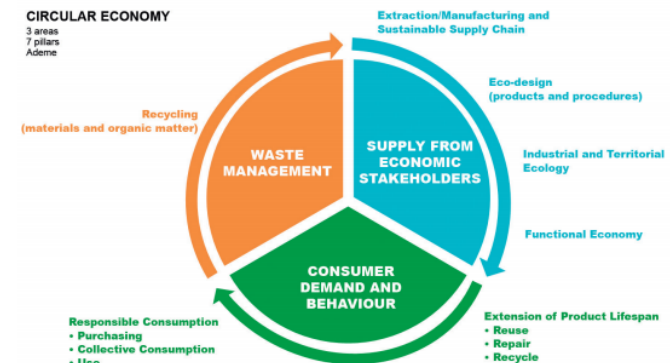 CIRCULAR ECONOMY
3 areas
7 pillars
Ademe
Extraction/Manufacturing and
Sustainable Supply Chain
Eco-design
(products and procedures)
Industrial and Territorial
Ecology
Functional Economy
Recycling
(materials and organic matter)
WASTE
MANAGEMENT
SUPPLY FROM
ECONOMIC
STAKEHOLDERS
CONSUMER
DEMAND AND
BEHAVIOUR
Extension of Product Lifespan
• Reuse
• Repair
• Recycle
Responsible Consumption
• Purchasing
• Collective Consumption
• Use